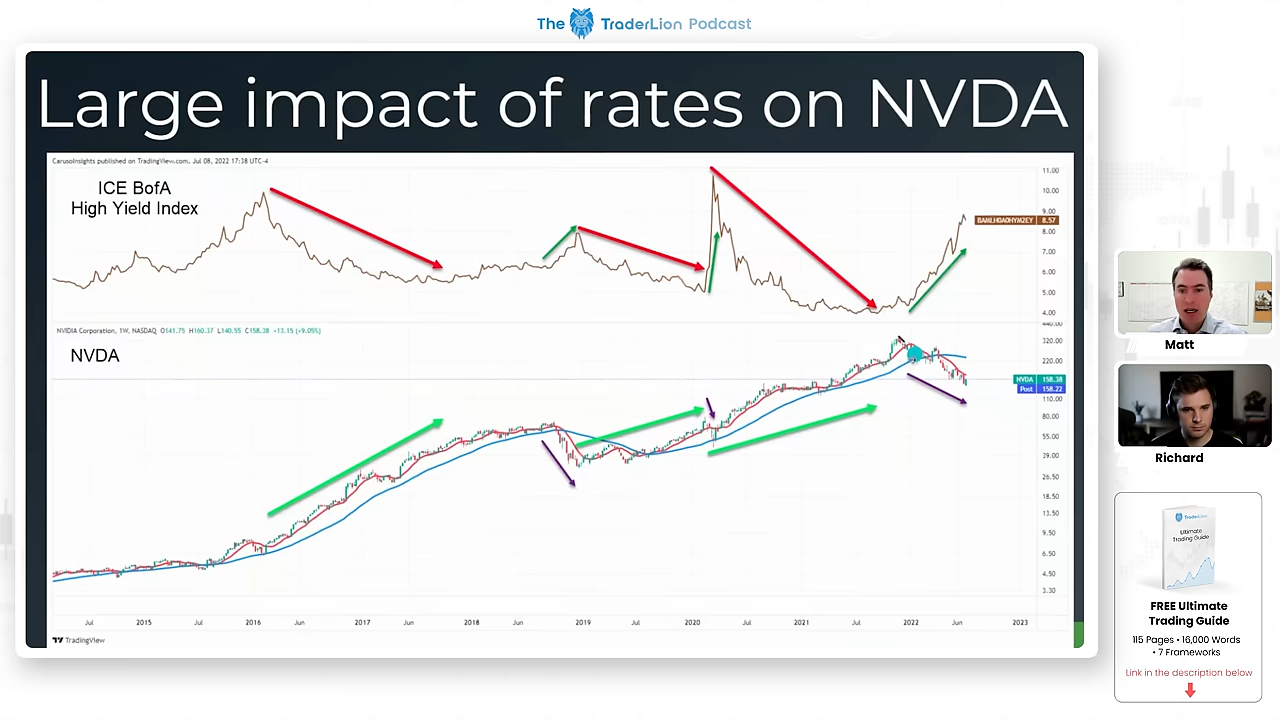 The TraderLion Podcast
Large impact of rates on NVDA
CarusoInsights published on TradingView.com, Jul 08, 2022 17:38 UTC-4
ICE BofA
High Yield Index
11.00
10.00
9.00
BAMLH0A0HYM2EY 8.57
8.00
7.00
6.00
5.00
4.00
NVIDIA Corporation, 1W, NASDAQ O141.75 H160.37 L140.55 C158.38 +13.15 (+9.05%)
NVDA
440.00
320.00
220.00
NVDA 158.38
Post 158.22
110.00
80.00
55.00
39.00
26.50
18.50
13.50
9.50
6.50
4.50
3.30
Jul 2015 Jul 2016 Jun 2017 Jun 2018 Jun 2019 Jul 2020 Jul 2021 Jul 2022 Jun 2023
TradingView
Matt
Richard
TraderLion
Ultimate
Trading Guide
FREE Ultimate
Trading Guide
115 Pages • 16,000 Words
• 7 Frameworks
Link in the description below